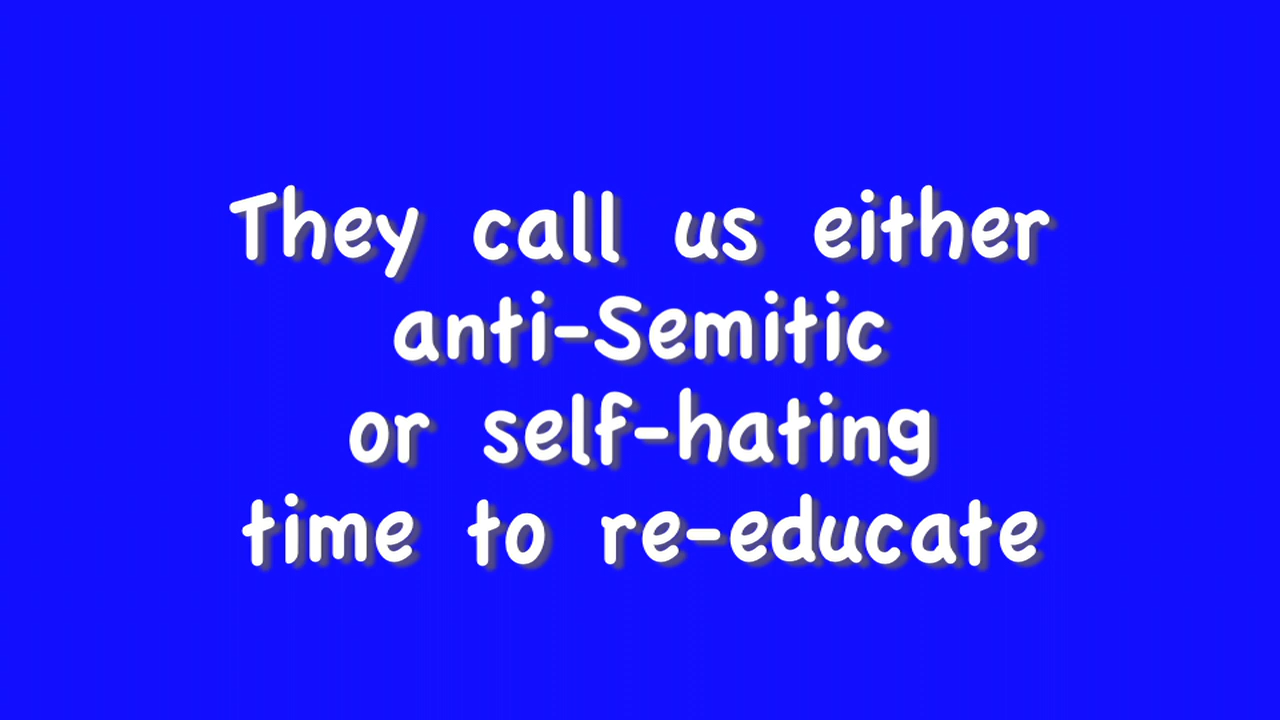 They call us either
anti-Semitic
or self-hating
time to re-educate